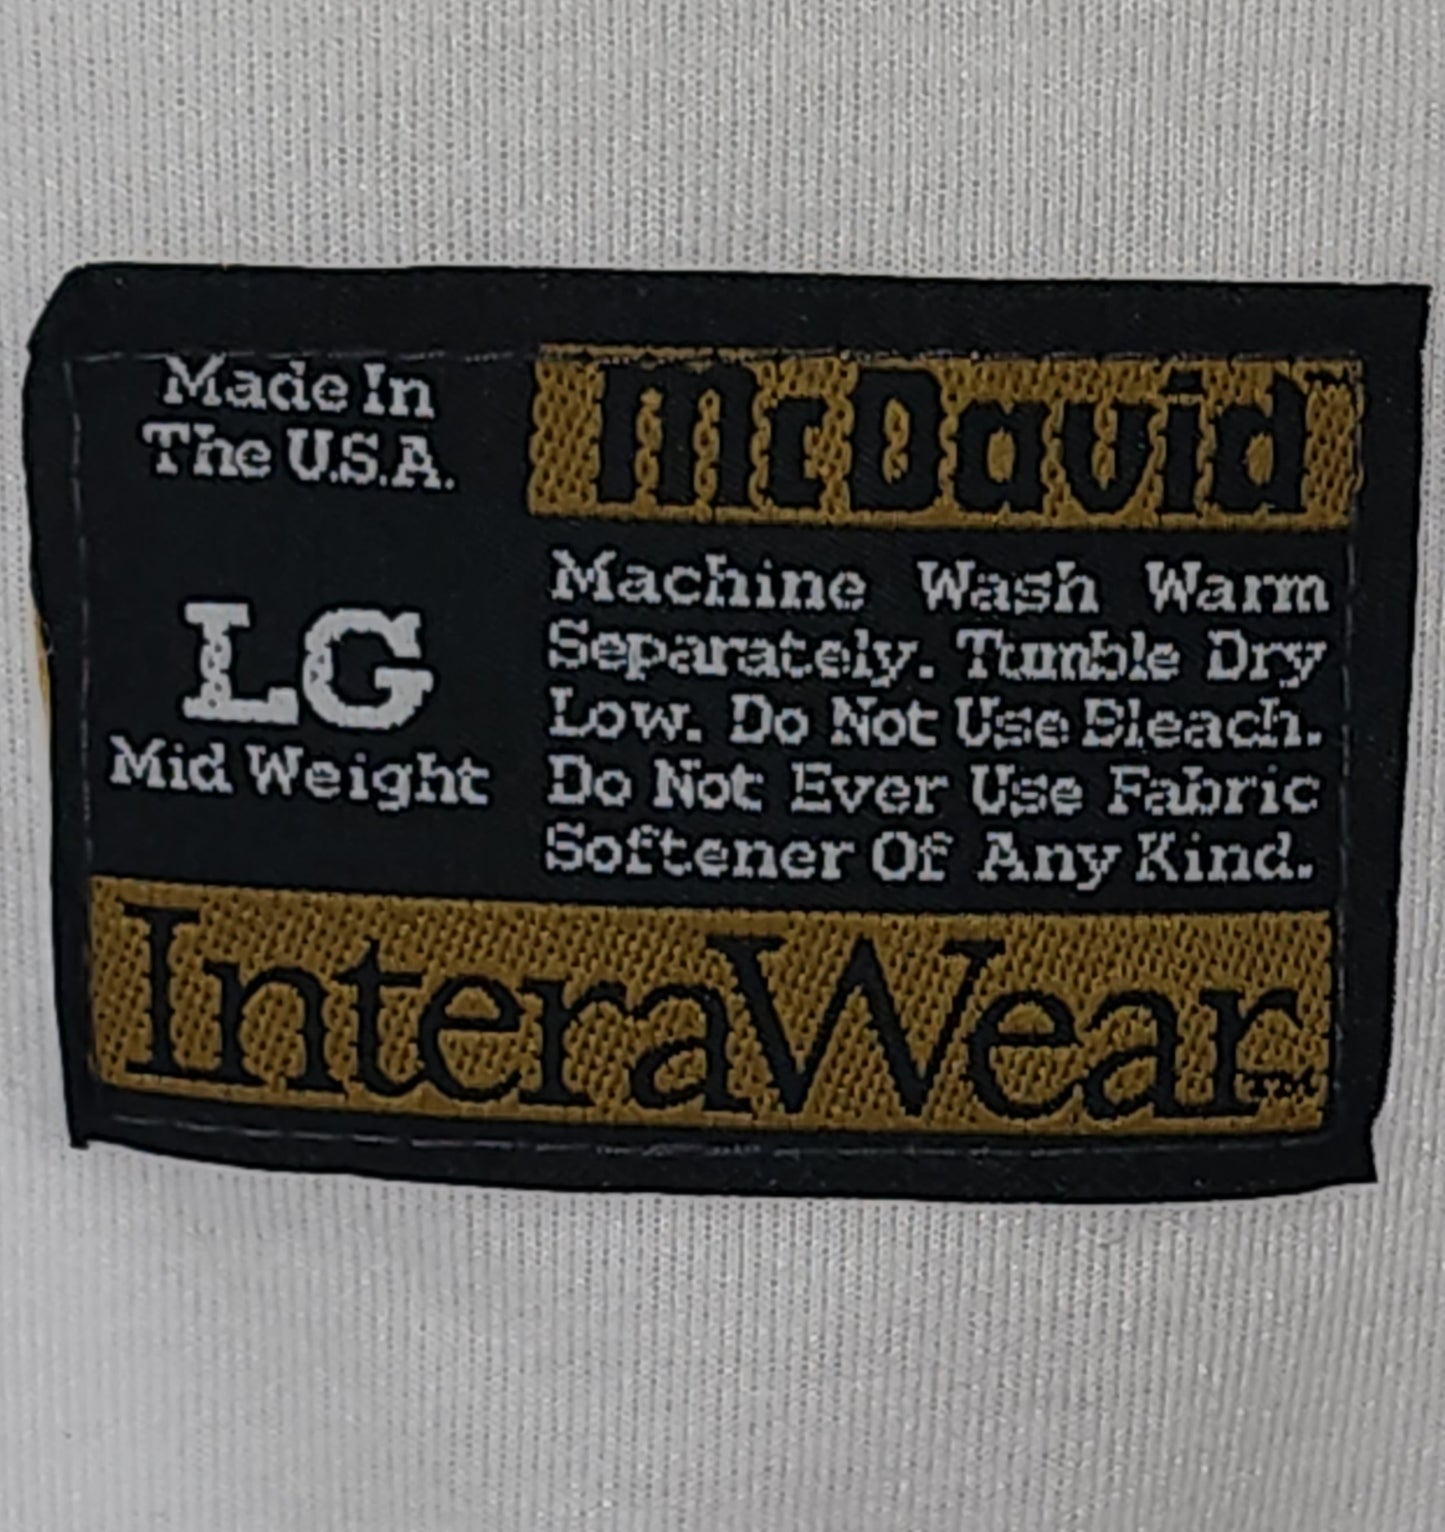 Made In
The U.S.A.
LG
Mid Weight
McDavid
Machine Wash Warm
Separately. Tumble Dry
Low. Do Not Use Bleach.
Do Not Ever Use Fabric
Softener Of Any Kind.
InteraWear™